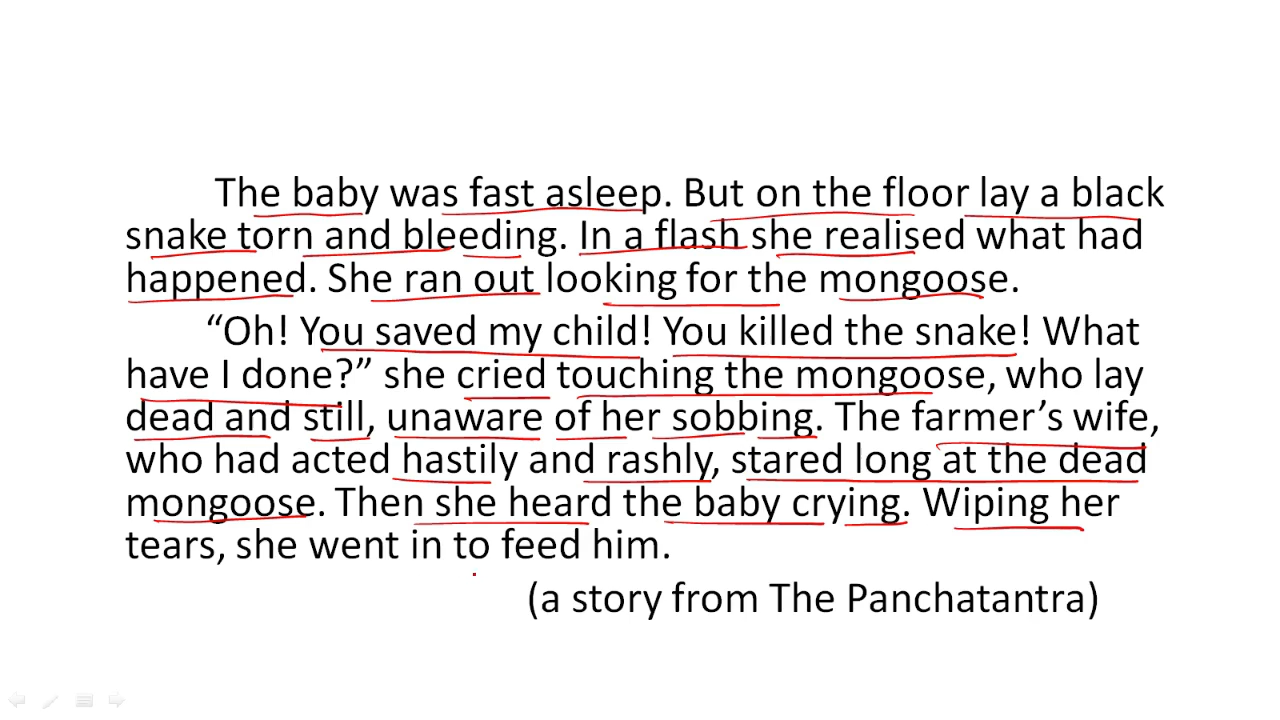 The baby was fast asleep. But on the floor lay a black
snake torn and bleeding. In a flash she realised what had
happened. She ran out looking for the mongoose.
“Oh! You saved my child! You killed the snake! What
have I done?” she cried touching the mongoose, who lay
dead and still, unaware of her sobbing. The farmer’s wife,
who had acted hastily and rashly, stared long at the dead
mongoose. Then she heard the baby crying. Wiping her
tears, she went in to feed him.
(a story from The Panchatantra)